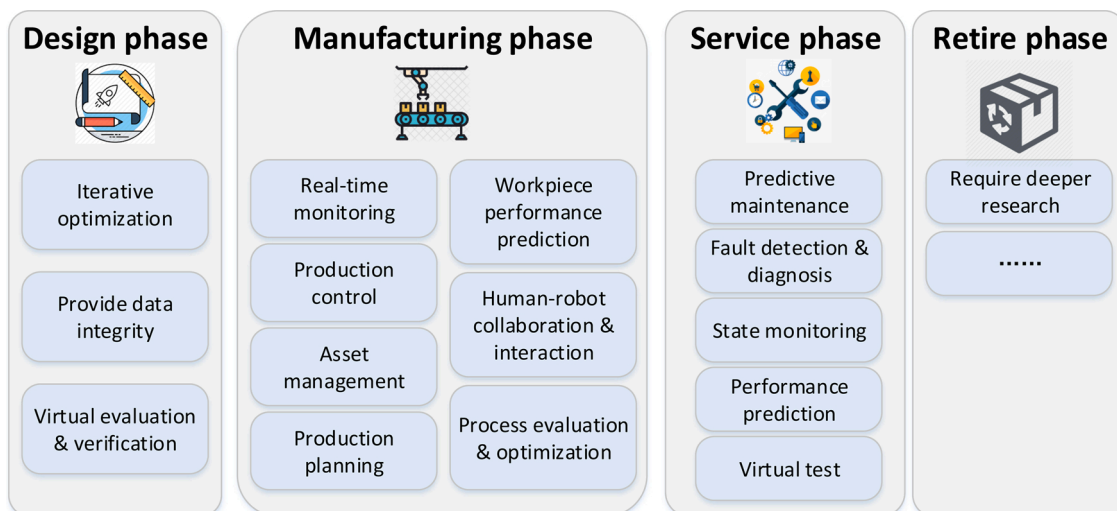 Design phase
Iterative
optimization
Provide data
integrity
Virtual evaluation
& verification
Manufacturing phase
Real-time
monitoring
Production
control
Asset
management
Production
planning
Workpiece
performance
prediction
Human-robot
collaboration &
interaction
Process evaluation
& optimization
Service phase
Predictive
maintenance
Fault detection &
diagnosis
State monitoring
Performance
prediction
Virtual test
Retire phase
Require deeper
research
······